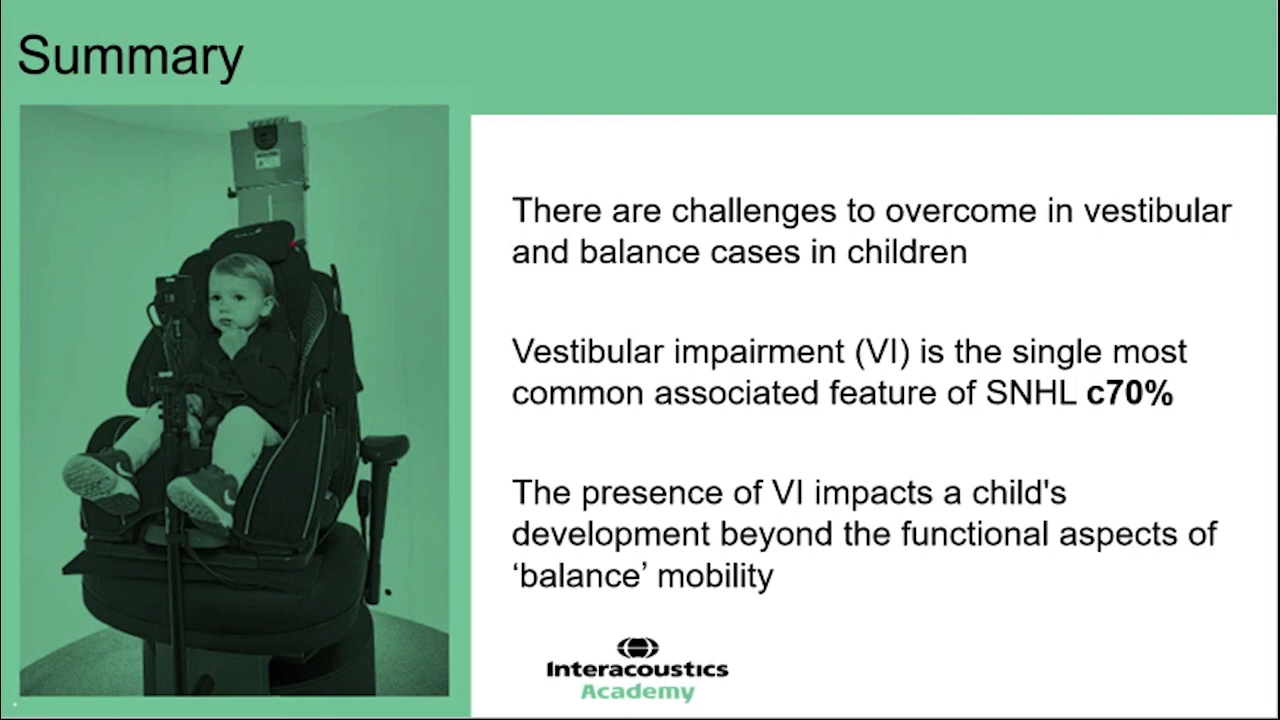 Summary
There are challenges to overcome in vestibular
and balance cases in children
Vestibular impairment (VI) is the single most
common associated feature of SNHL c70%
The presence of VI impacts a child's
development beyond the functional aspects of
‘balance’ mobility
Interacoustics
Academy